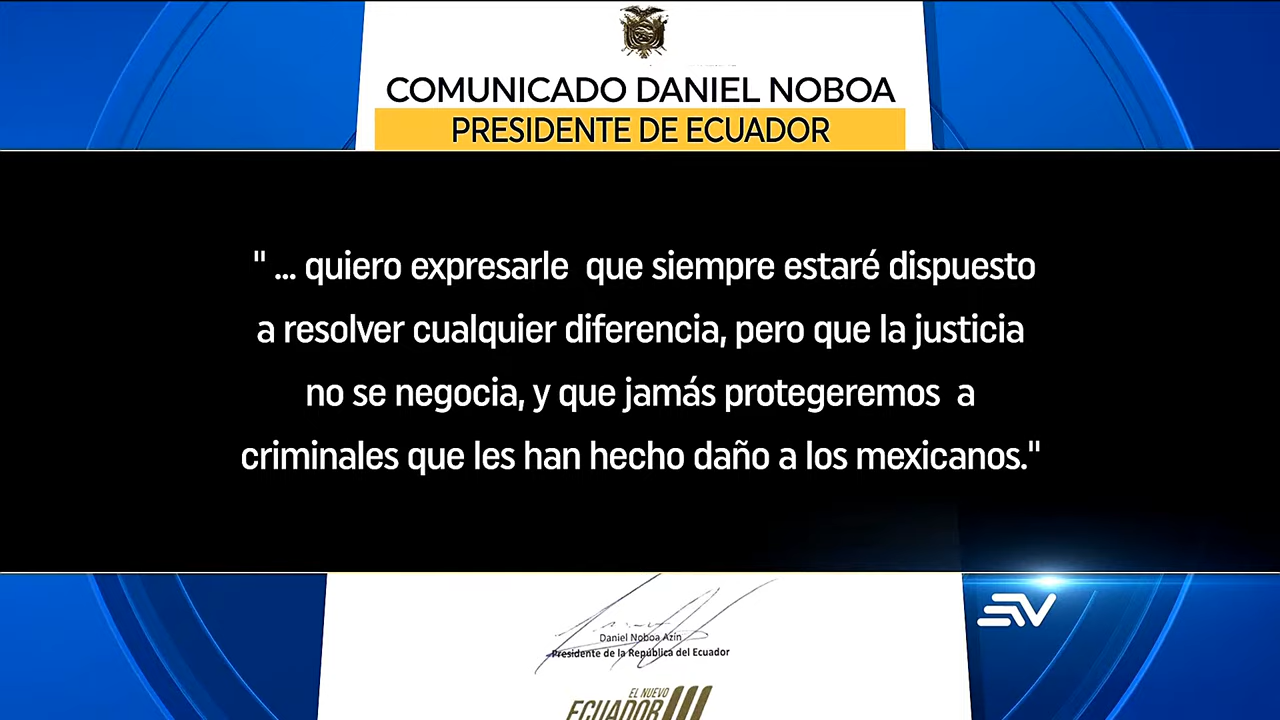 COMUNICADO DANIEL NOBOA
PRESIDENTE DE ECUADOR
" ... quiero expresarle que siempre estaré dispuesto
a resolver cualquier diferencia, pero que la justicia
no se negocia, y que jamás protegeremos a
criminales que les han hecho daño a los mexicanos."
Daniel Noboa Azín
Presidente de la República del Ecuador
EL NUEVO
ECUADOR